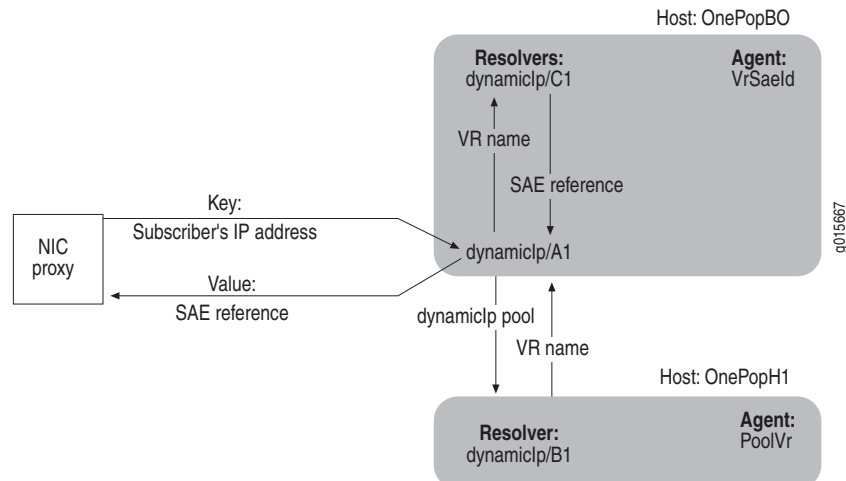 Host: OnePopBO
Resolvers:
dynamicIp/C1
Agent:
VrSaeId
VR name
SAE reference
Key:
Subscriber's IP address
NIC
proxy
dynamicIp/A1
Value:
SAE reference
dynamicIp pool
VR name
g015667
Host: OnePopH1
Resolver:
dynamicIp/B1
Agent:
PoolVr